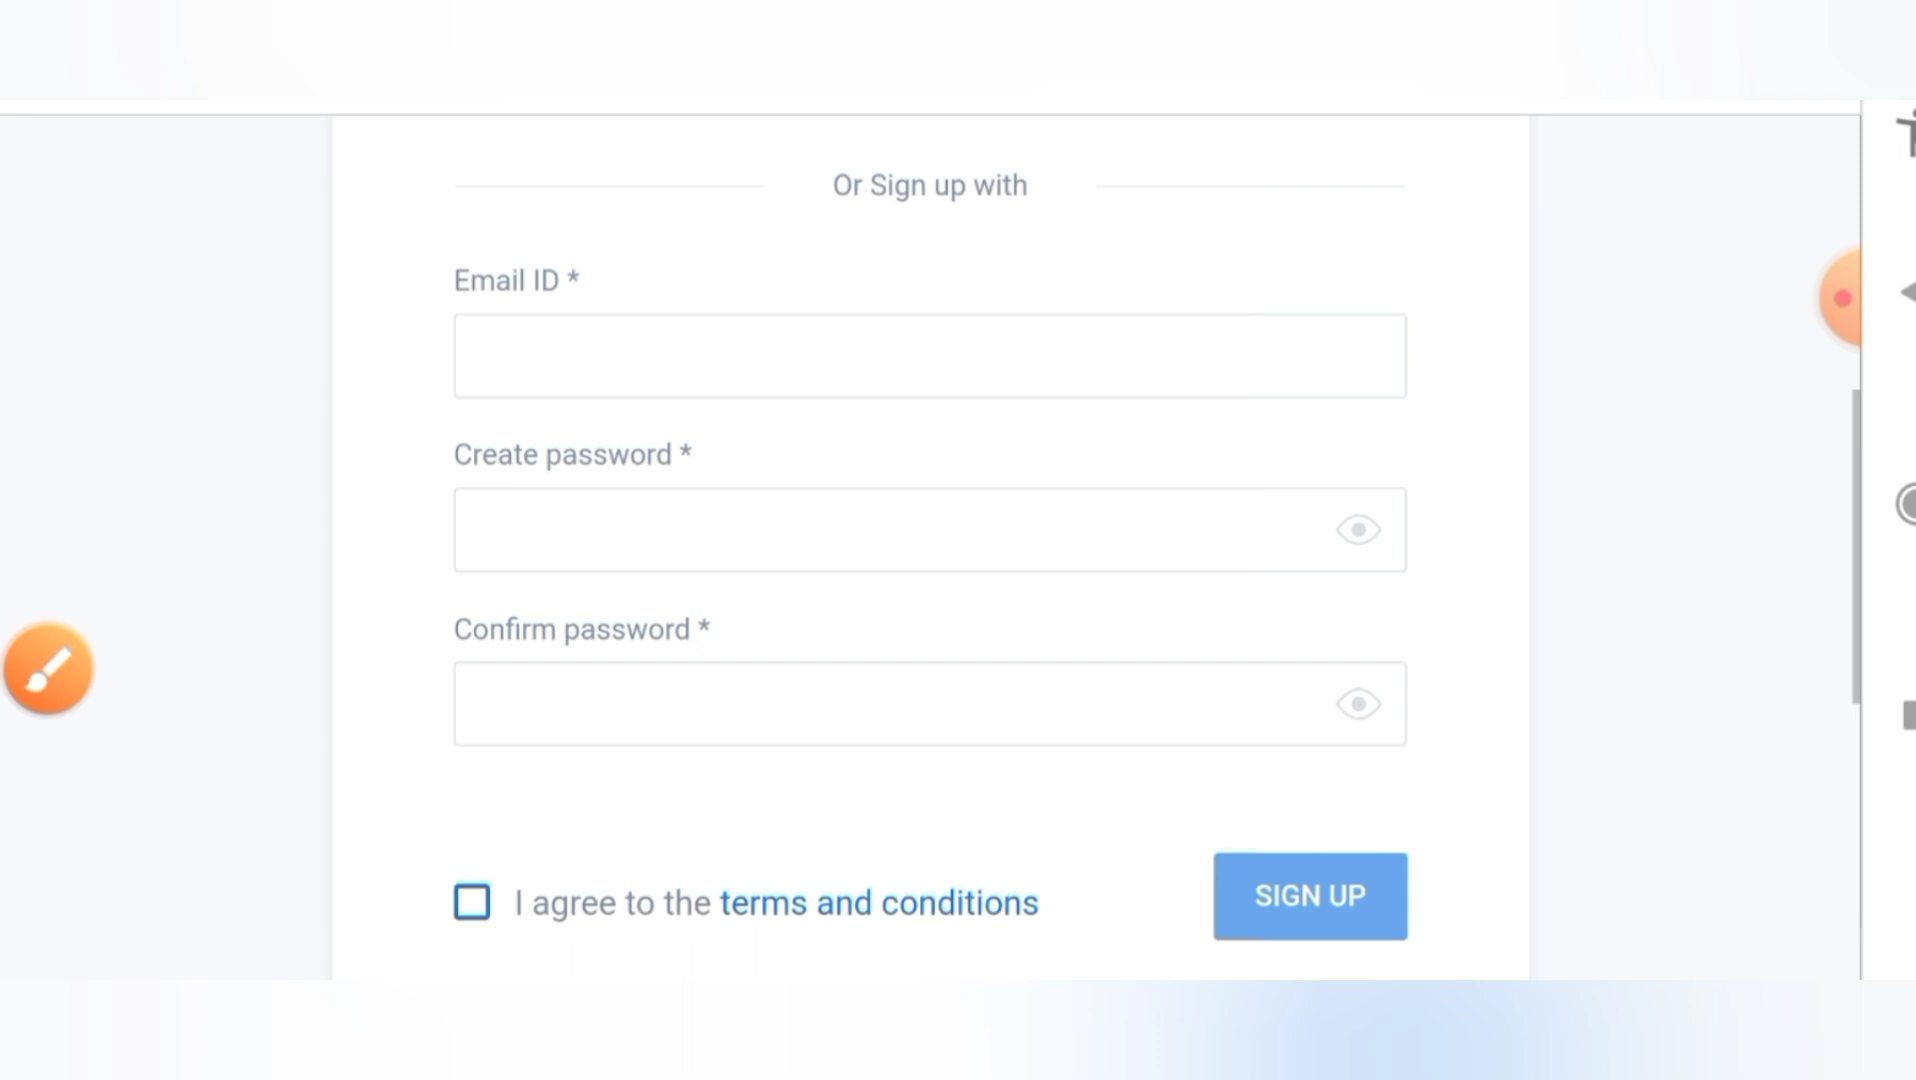 Or Sign up with
Email ID *
Create password *
Confirm password *
I agree to the terms and conditions
SIGN UP